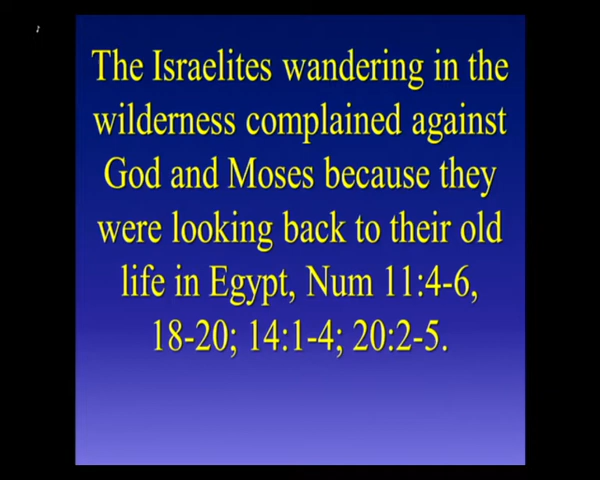 The Israelites wandering in the
wilderness complained against
God and Moses because they
were looking back to their old
life in Egypt, Num 11:4-6,
18-20; 14:1-4; 20:2-5.